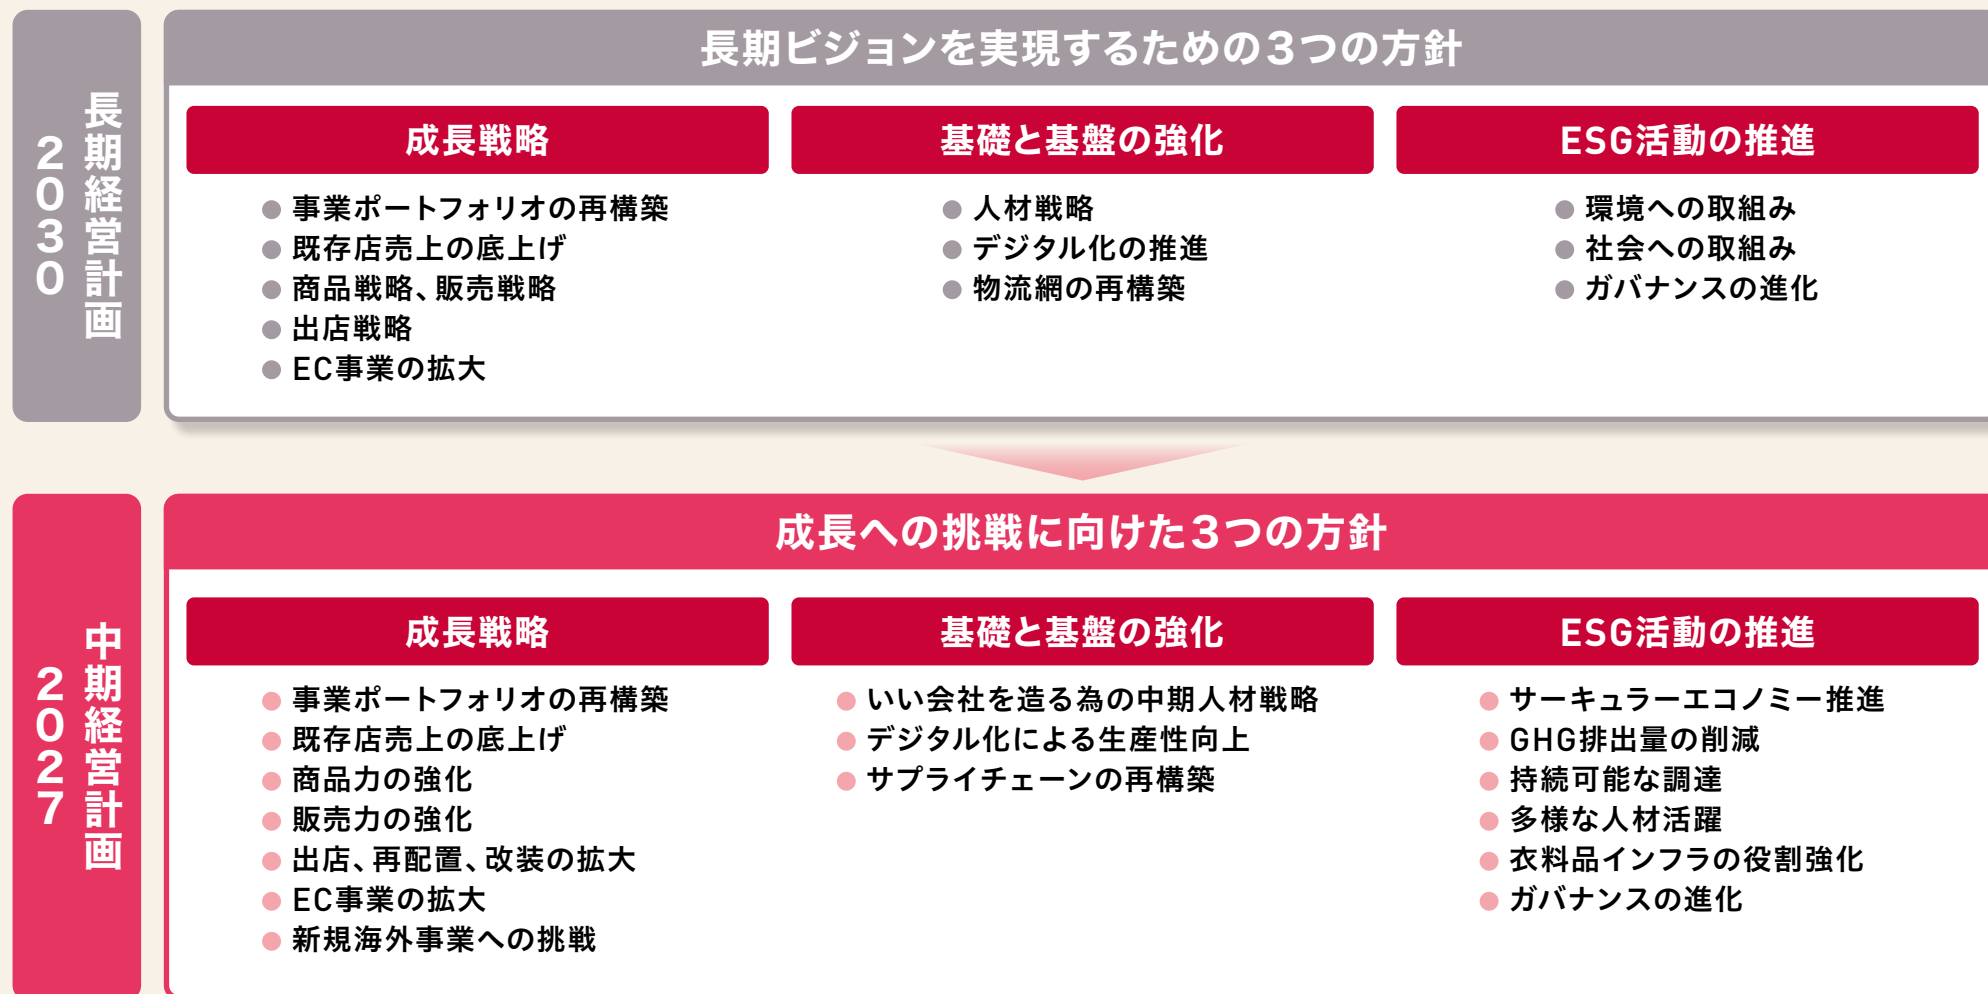 長期経営計画
2030
長期ビジョンを実現するための3つの方針
成長戦略
● 事業ポートフォリオの再構築
● 既存店売上の底上げ
● 商品戦略、販売戦略
● 出店戦略
● EC事業の拡大
基礎と基盤の強化
● 人材戦略
● デジタル化の推進
● 物流網の再構築
ESG活動の推進
● 環境への取組み
● 社会への取組み
● ガバナンスの進化
中期経営計画
2027
成長への挑戦に向けた3つの方針
成長戦略
● 事業ポートフォリオの再構築
● 既存店売上の底上げ
● 商品力の強化
● 販売力の強化
● 出店、再配置、改装の拡大
● EC事業の拡大
● 新規海外事業への挑戦
基礎と基盤の強化
● いい会社を造る為の中期人材戦略
● デジタル化による生産性向上
● サプライチェーンの再構築
ESG活動の推進
● サーキュラーエコノミー推進
● GHG排出量の削減
● 持続可能な調達
● 多様な人材活躍
● 衣料品インフラの役割強化
● ガバナンスの進化